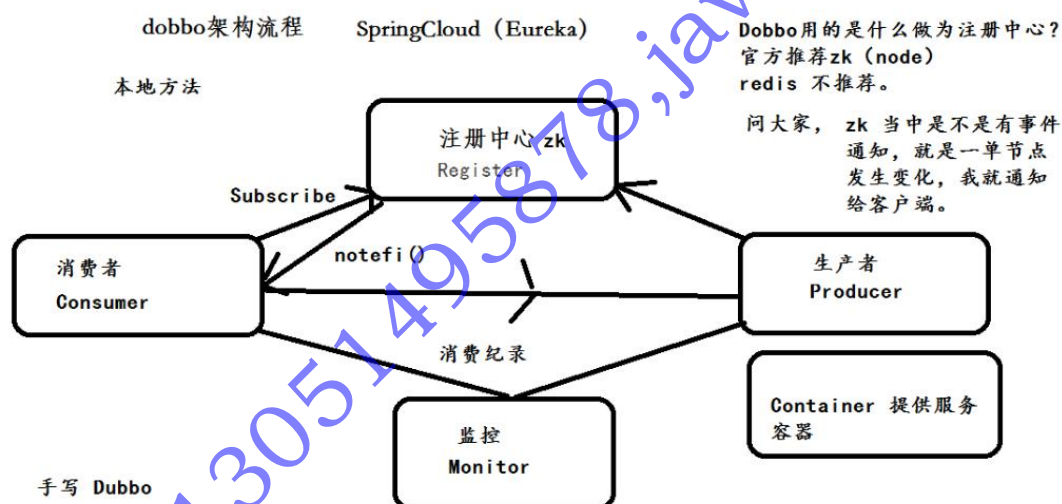 dobbo架构流程 SpringCloud (Eureka)
Dobbo用的是什么做为注册中心?
官方推荐zk (node)
redis 不推荐。
本地方法
问大家, zk 当中是不是有事件
通知, 就是一单节点
发生变化, 我就通知
给客户端。
注册中心 zk
Register
Subscribe
notefi()
消费者
Consumer
生产者
Producer
消费纪录
Container 提供服务
容器
监控
Monitor
手写 Dubbo
13051495878,jav